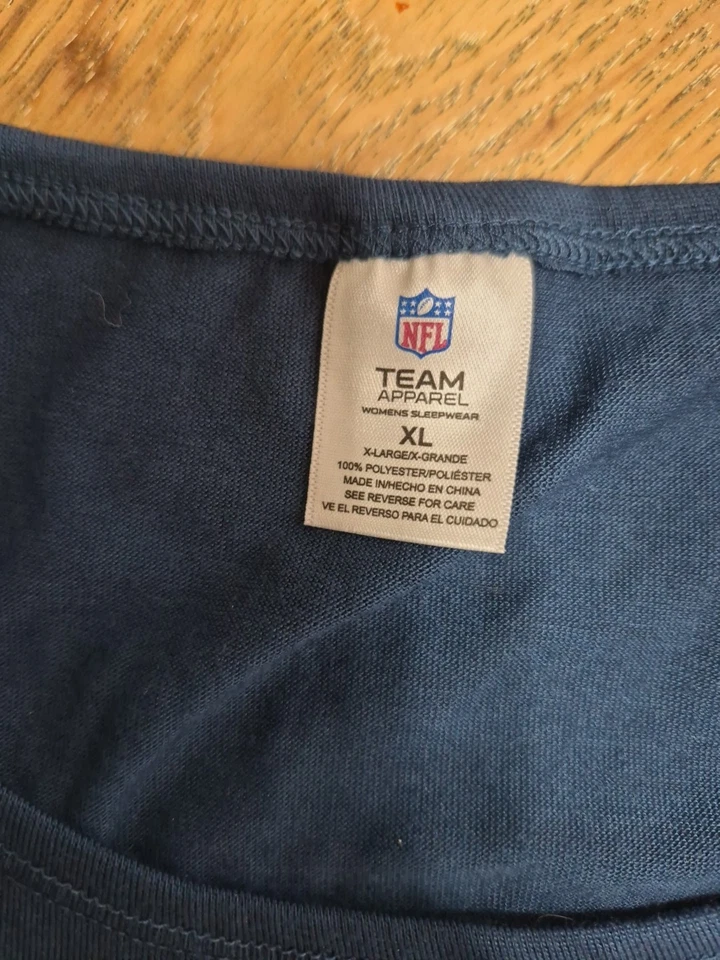 NFL
TEAM
APPAREL
WOMENS SLEEPWEAR
XL
X-LARGE/X-GRANDE
100% POLYESTER/POLIÉSTER
MADE IN/HECHO EN CHINA
SEE REVERSE FOR CARE
VE EL REVERSO PARA EL CUIDADO